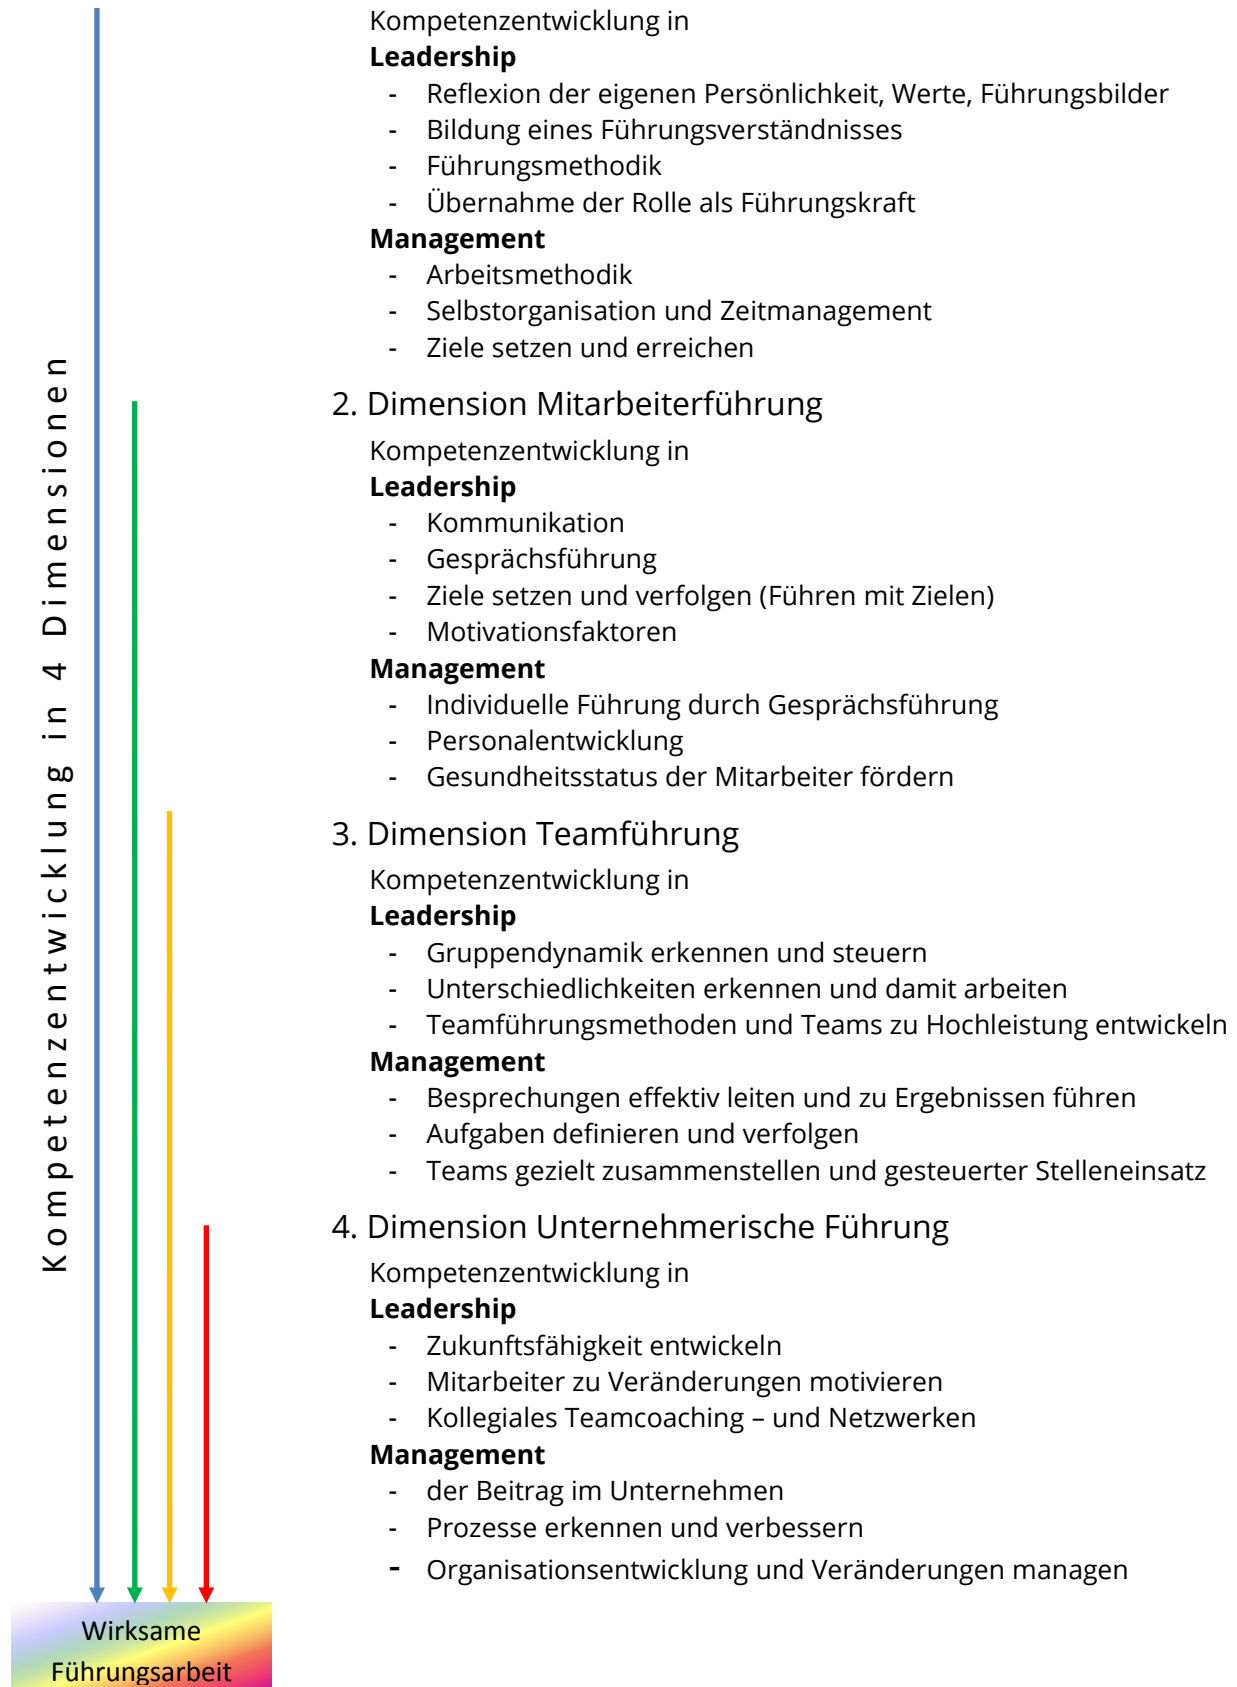 Kompetenzentwicklung in
Leadership
- Reflexion der eigenen Persönlichkeit, Werte, Führungsbilder
- Bildung eines Führungsverständnisses
- Führungsmethodik
- Übernahme der Rolle als Führungskraft
Management
- Arbeitsmethodik
- Selbstorganisation und Zeitmanagement
- Ziele setzen und erreichen
2. Dimension Mitarbeiterführung
Kompetenzentwicklung in
Leadership
- Kommunikation
- Gesprächsführung
- Ziele setzen und verfolgen (Führen mit Zielen)
- Motivationsfaktoren
Management
- Individuelle Führung durch Gesprächsführung
- Personalentwicklung
- Gesundheitsstatus der Mitarbeiter fördern
3. Dimension Teamführung
Kompetenzentwicklung in
Leadership
- Gruppendynamik erkennen und steuern
- Unterschiedlichkeiten erkennen und damit arbeiten
- Teamführungsmethoden und Teams zu Hochleistung entwickeln
Management
- Besprechungen effektiv leiten und zu Ergebnissen führen
- Aufgaben definieren und verfolgen
- Teams gezielt zusammenstellen und gesteuerter Stelleneinsatz
4. Dimension Unternehmerische Führung
Kompetenzentwicklung in
Leadership
- Zukunftsfähigkeit entwickeln
- Mitarbeiter zu Veränderungen motivieren
- Kollegiales Teamcoaching – und Netzwerken
Management
- der Beitrag im Unternehmen
- Prozesse erkennen und verbessern
- Organisationsentwicklung und Veränderungen managen
Kompetenzentwicklung in 4 Dimensionen
Wirksame
Führungsarbeit